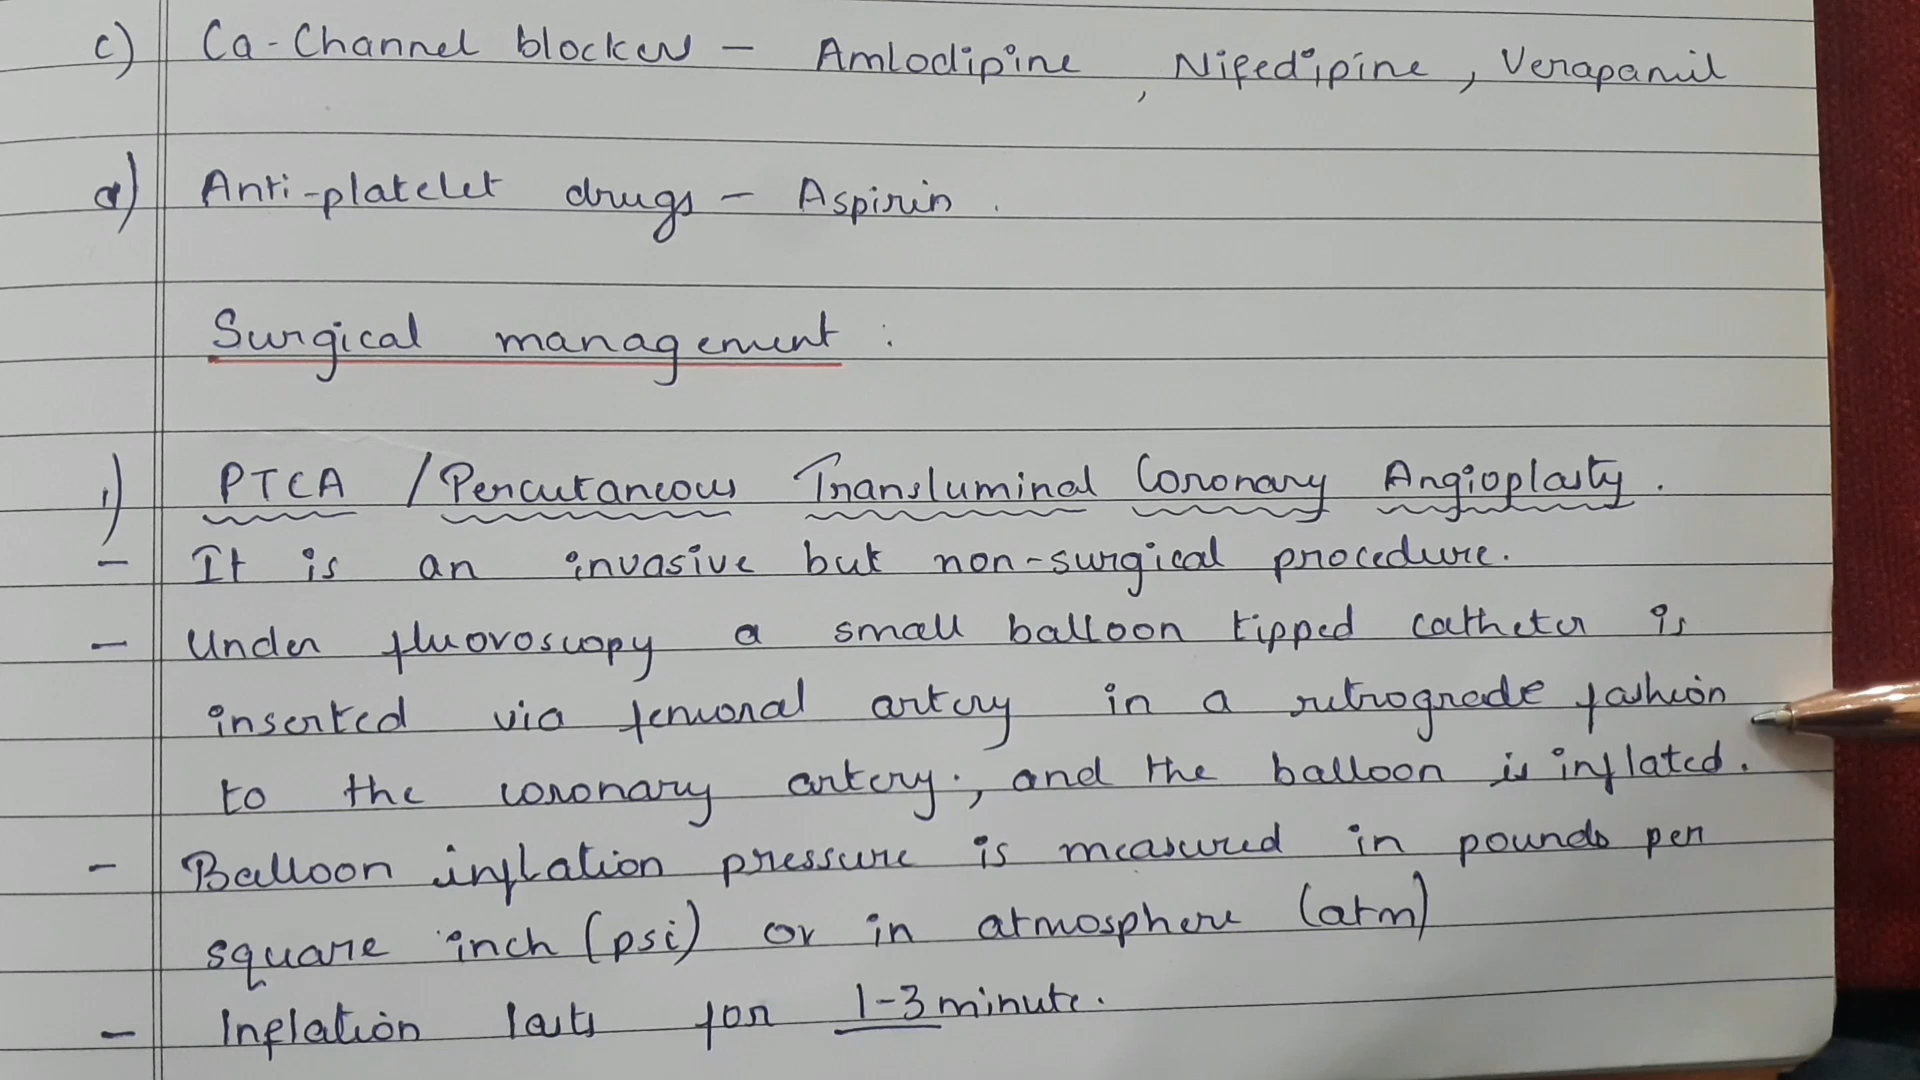 c) Ca-Channel blocker – Amlodipine, Nifedipine, Verapamil
d) Anti-platelet drugs – Aspirin.
Surgical management :
1) PTCA / Percutaneous Transluminal Coronary Angioplasty.
– It is an invasive but non-surgical procedure.
– Under fluoroscopy a small balloon tipped catheter is
inserted via femoral artery in a retrograde fashion
to the coronary artery., and the balloon is inflated.
– Balloon inflation pressure is measured in pounds per
square inch (psi) or in atmosphere (atm)
– Inflation lasts for 1-3 minute.